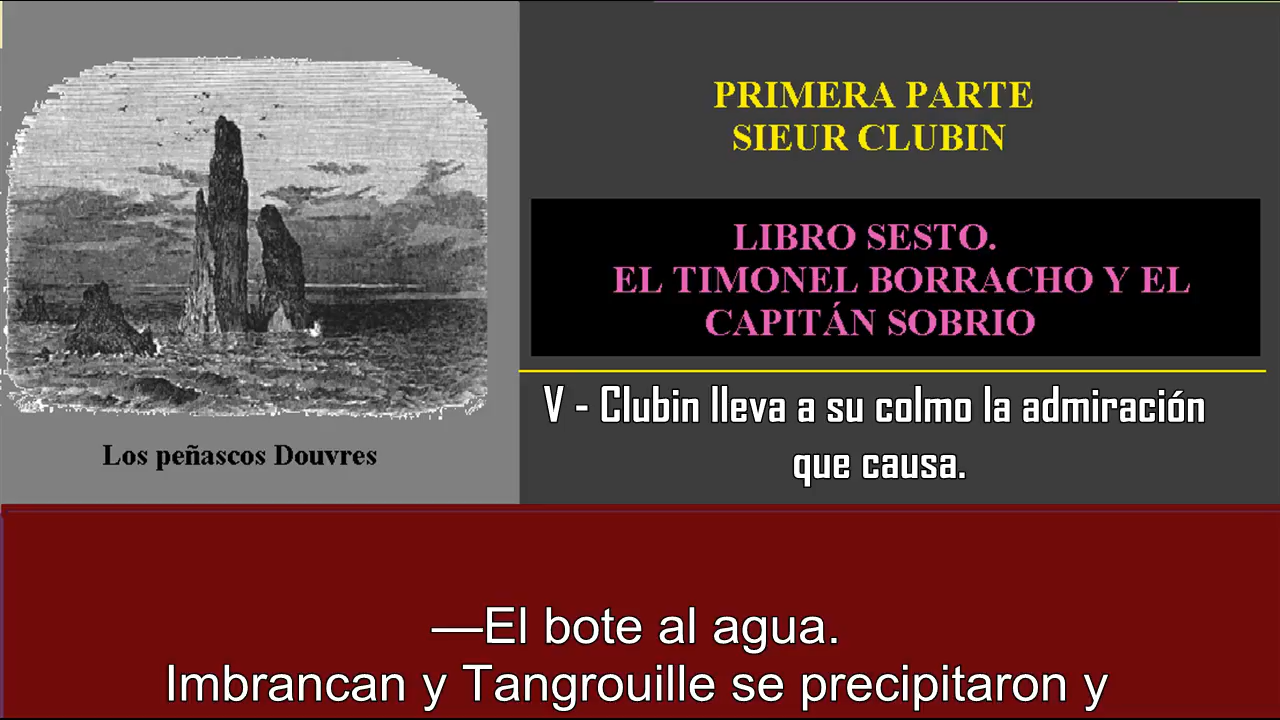 PRIMERA PARTE
SIEUR CLUBIN
LIBRO SESTO.
EL TIMONEL BORRACHO Y EL
CAPITÁN SOBRIO
V - Clubin lleva a su colmo la admiración
que causa.
Los peñascos Douvres
—El bote al agua.
Imbrancan y Tangrouille se precipitaron y